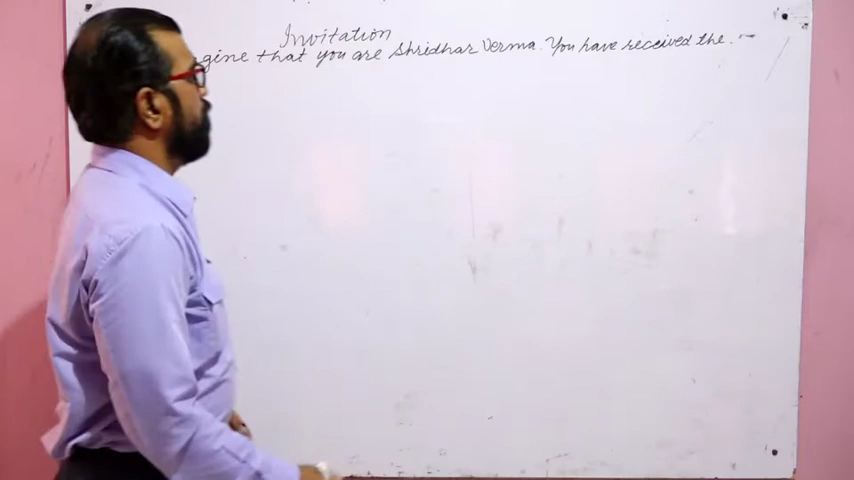 Invitation
gine that you are Shridhar Verma. You have received the.